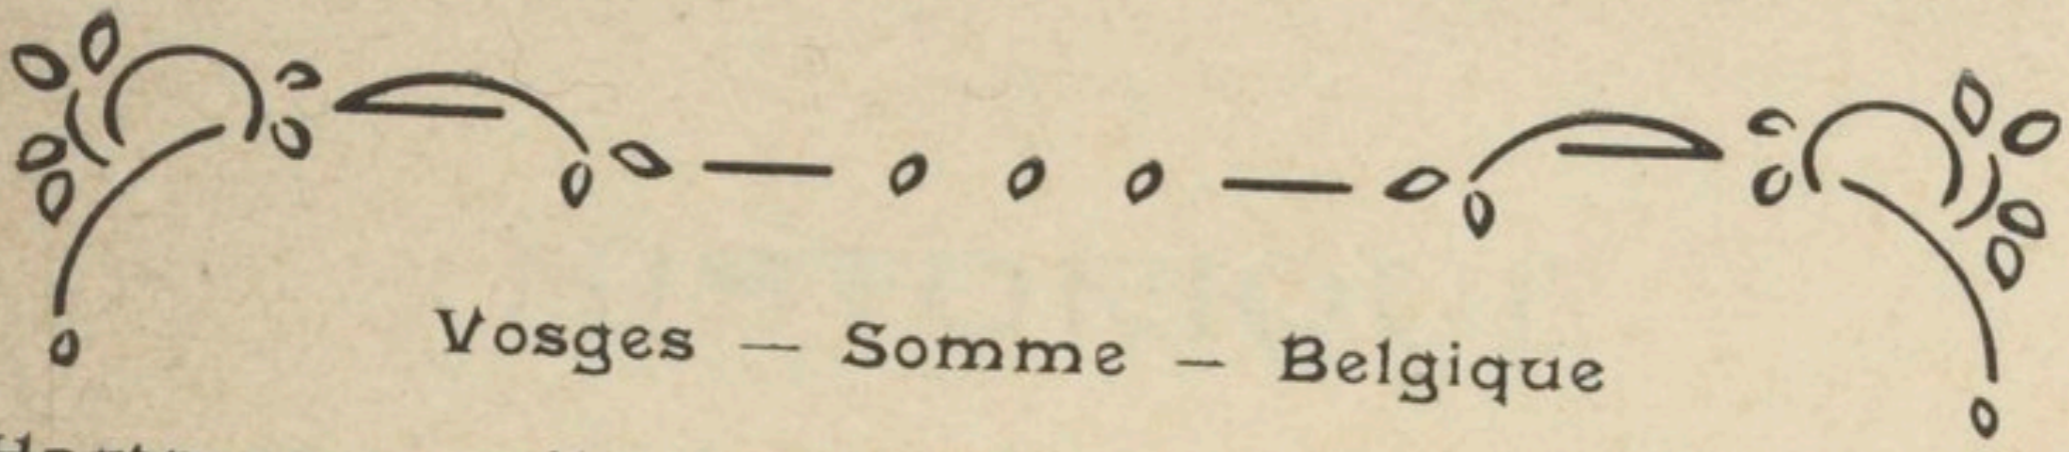 Vosges — Somme — Belgique